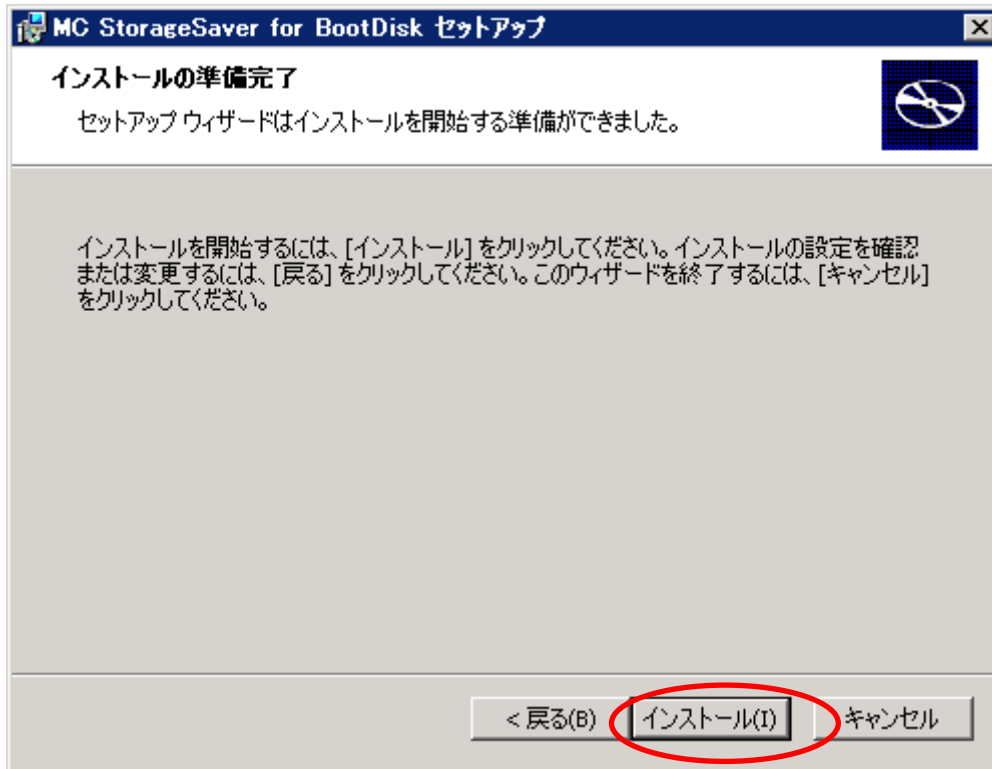 MC StorageSaver for BootDisk セットアップ
インストールの準備完了
セットアップ ウィザードはインストールを開始する準備ができました。
インストールを開始するには、[インストール] をクリックしてください。インストールの設定を確認
または変更するには、[戻る] をクリックしてください。このウィザードを終了するには、[キャンセル]
をクリックしてください。
< 戻る(B) インストール(I) キャンセル